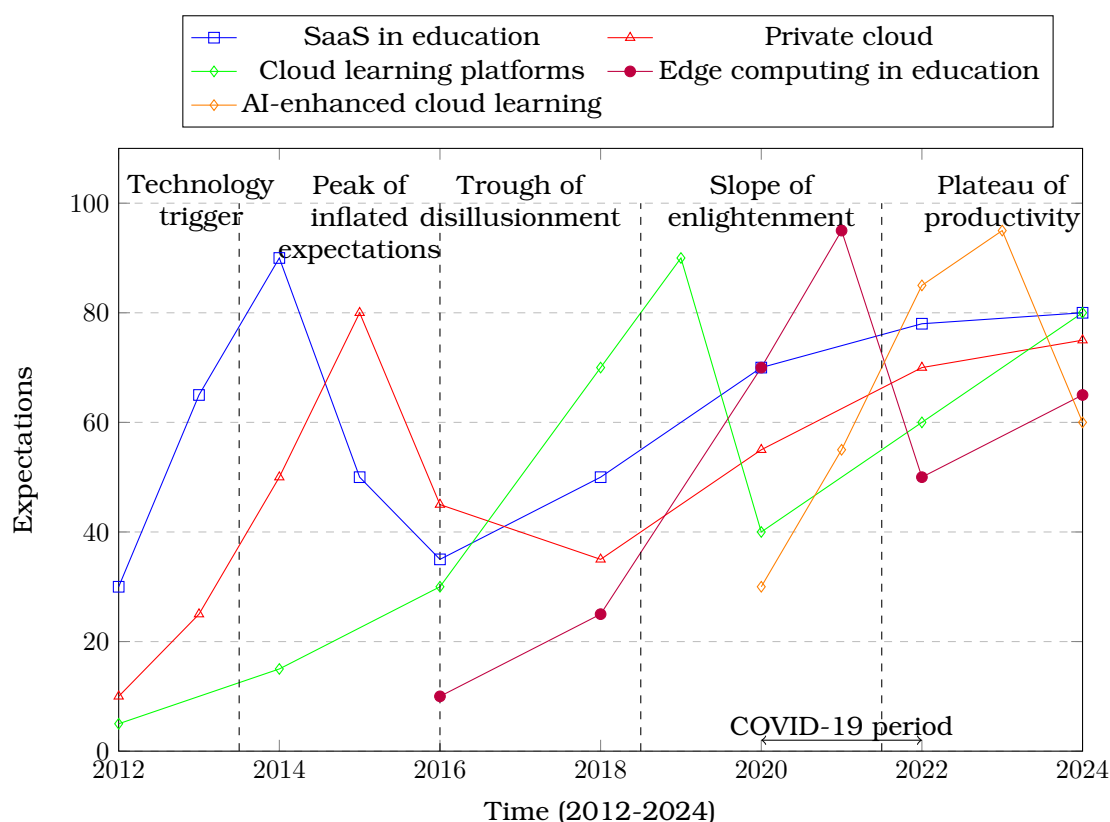 SaaS in education
Private cloud
Cloud learning platforms
Edge computing in education
AI-enhanced cloud learning
Technology
trigger
Peak of
inflated
expectations
Trough of
disillusionment
Slope of
enlightenment
Plateau of
productivity
100
80
60
40
20
0
Expectations
COVID-19 period
2012
2014
2016
2018
2020
2022
2024
Time (2012-2024)